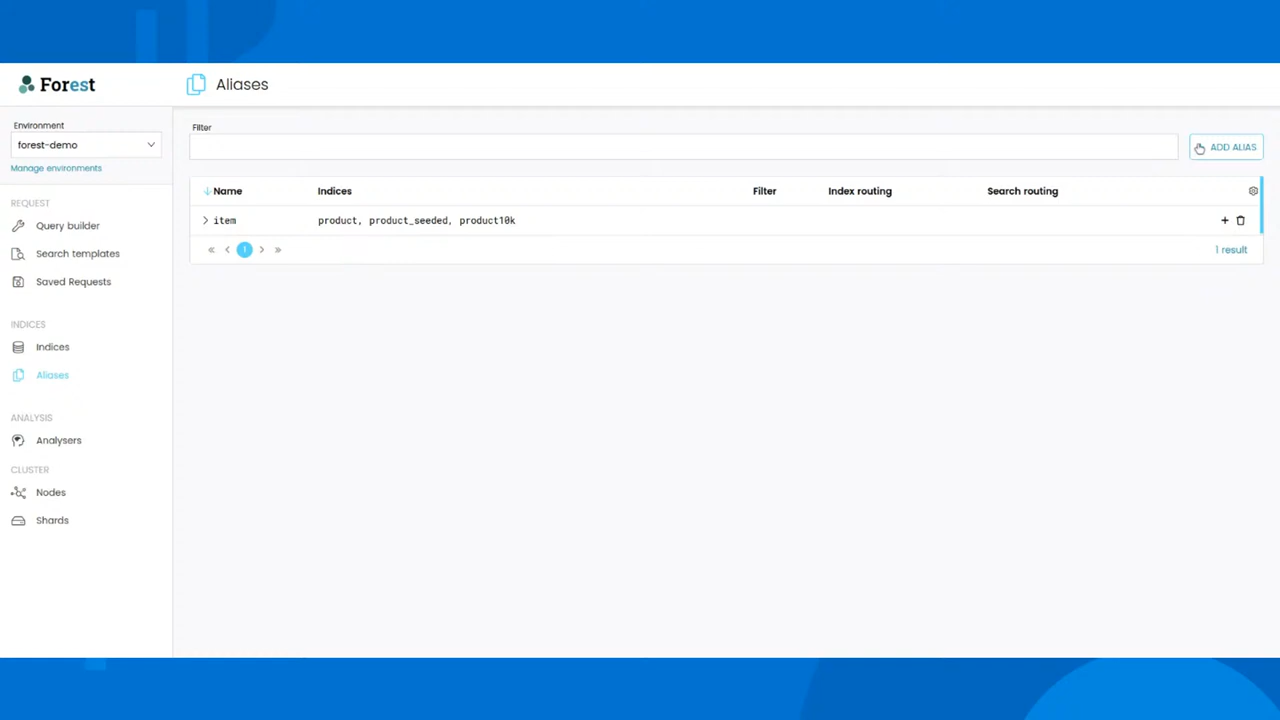 Forest
Aliases
Environment
forest-demo
Manage environments
Filter
ADD ALIAS
REQUEST
Query builder
Search templates
Saved Requests
INDICES
Indices
Aliases
ANALYSIS
Analysers
CLUSTER
Nodes
Shards
Name Indices Filter Index routing Search routing
item product, product_seeded, product10k
« ‹ 1 › » 1 result